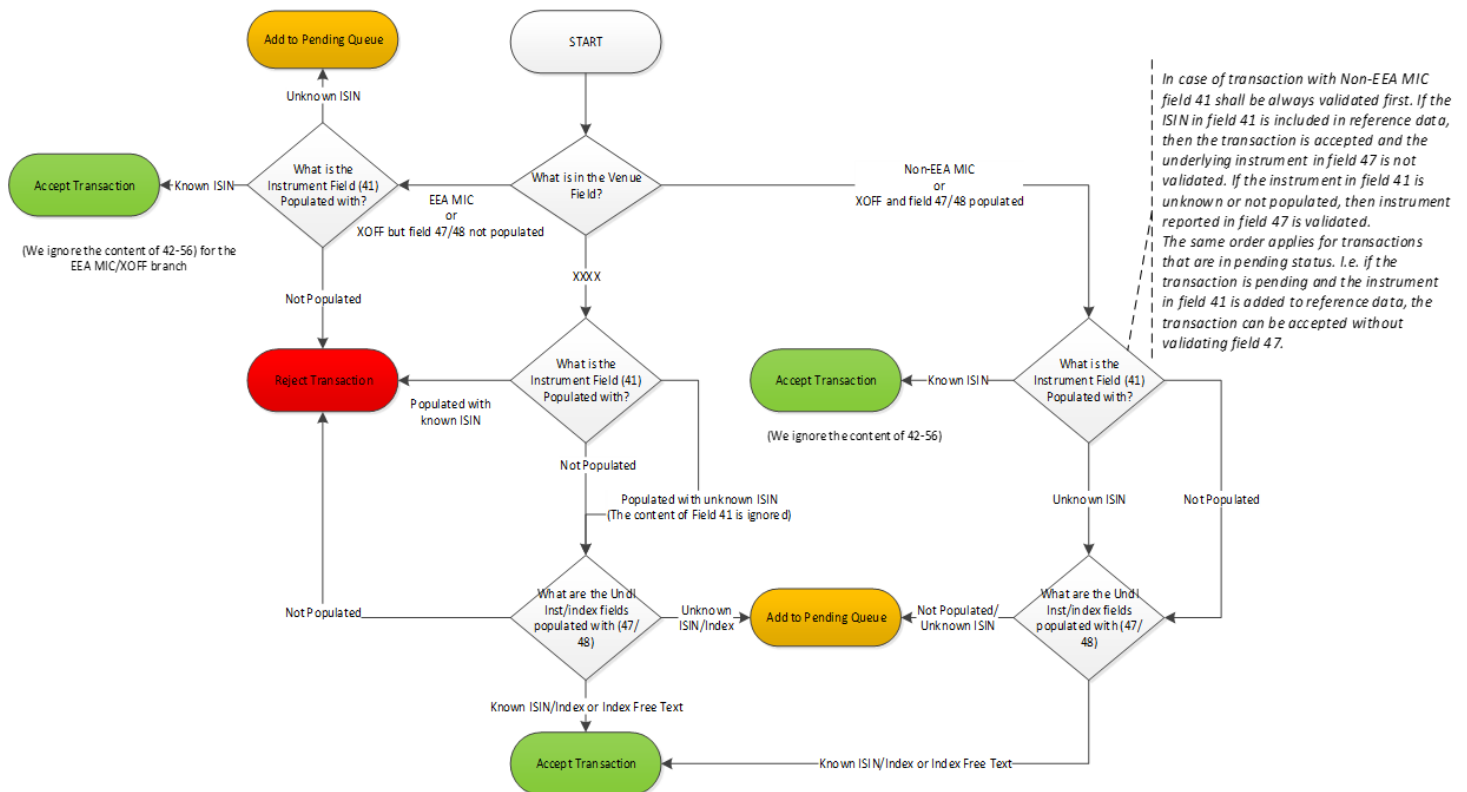 Add to Pending Queue
START
Unknown ISIN
What is the
Instrument Field (41)
Populated with?
Accept Transaction
Known ISIN
(We ignore the content of 42-56) for the
EEA MIC/XOFF branch
Not Populated
EEA MIC
or
XOFF but field 47/48 not populated
What is in the Venue
Field?
Non-EEA MIC
or
XOFF and field 47/48 populated
In case of transaction with Non-EEA MIC
field 41 shall be always validated first. If the
ISIN in field 41 is included in reference data,
then the transaction is accepted and the
underlying instrument in field 47 is not
validated. If the instrument in field 41 is
unknown or not populated, then instrument
reported in field 47 is validated.
The same order applies for transactions
that are in pending status. I.e. if the
transaction is pending and the instrument
in field 41 is added to reference data, the
transaction can be accepted without
validating field 47.
XXXX
Reject Transaction
Populated with
known ISIN
What is the
Instrument Field (41)
Populated with?
Not Populated
Populated with unknown ISIN
(The content of Field 41 is ignored)
Accept Transaction
Known ISIN
(We ignore the content of 42-56)
What is the
Instrument Field (41)
Populated with?
Unknown ISIN
Not Populated
Not Populated
What are the Undl
Inst/index fields
populated with (47/
48)
Unknown
ISIN/Index
Add to Pending Queue
Not Populated/
Unknown ISIN
What are the Undl
Inst/index fields
populated with (47/
48)
Known ISIN/Index or Index Free Text
Accept Transaction
Known ISIN/Index or Index Free Text